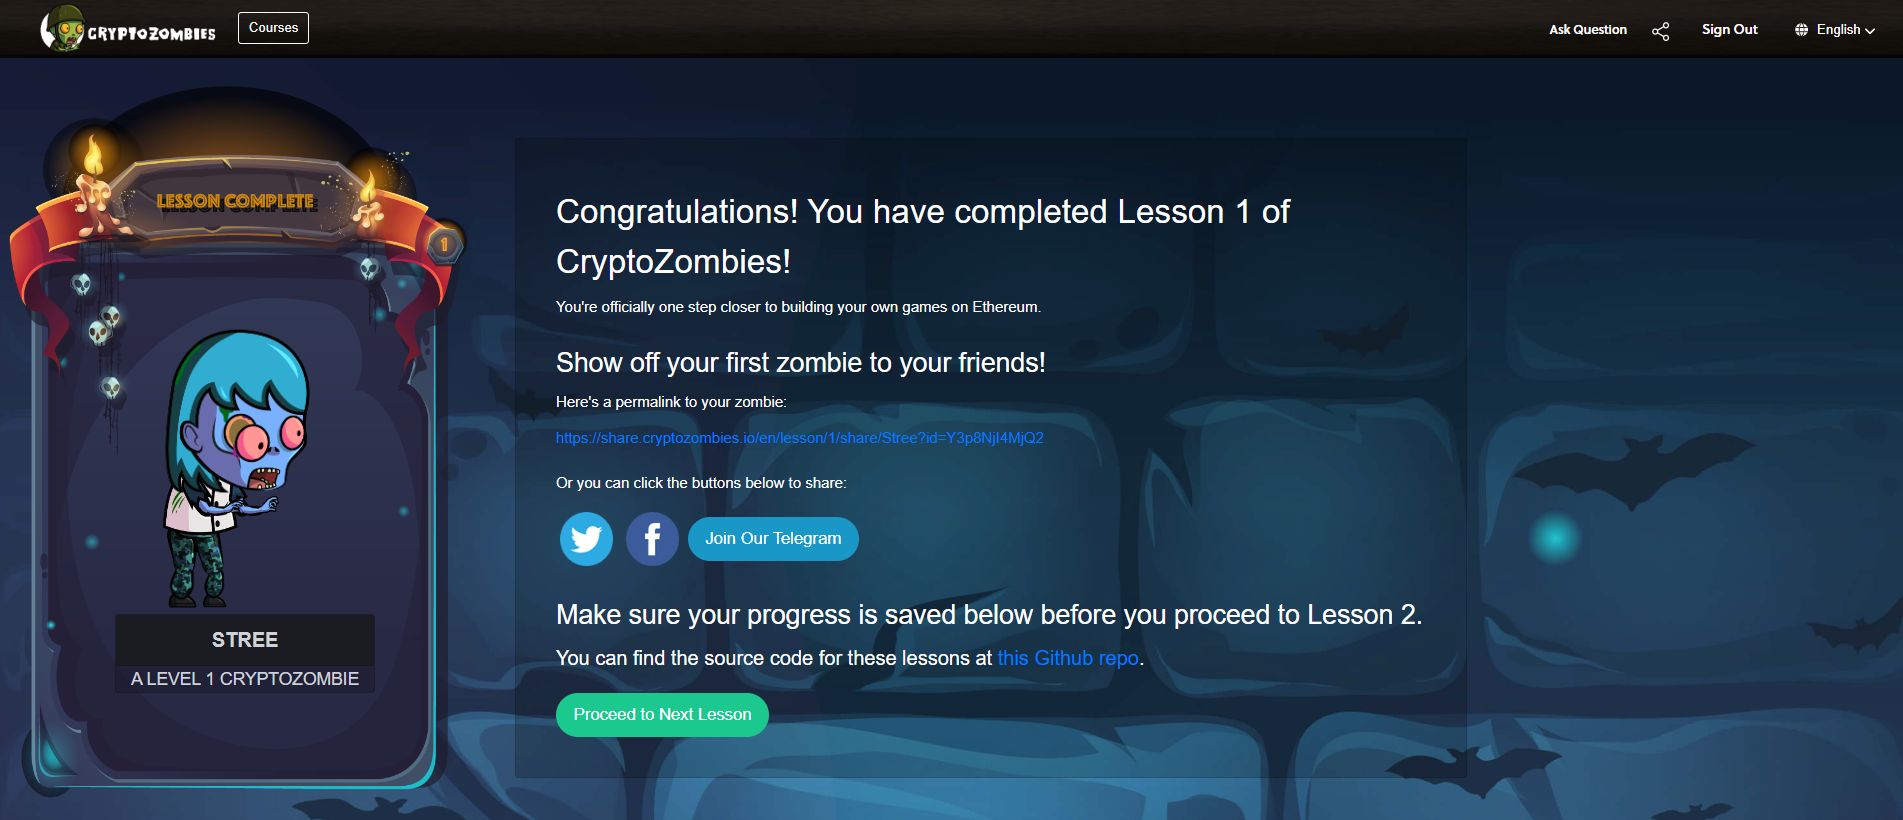 CRYPTOZOMBIES
Courses
Ask Question
Sign Out
English
LESSON COMPLETE
1
STREE
A LEVEL 1 CRYPTOZOMBIE
Congratulations! You have completed Lesson 1 of
CryptoZombies!
You're officially one step closer to building your own games on Ethereum.
Show off your first zombie to your friends!
Here's a permalink to your zombie:
https://share.cryptozombies.io/en/lesson/1/share/Stree?id=Y3p8NjI4MjQ2
Or you can click the buttons below to share:
Join Our Telegram
Make sure your progress is saved below before you proceed to Lesson 2.
You can find the source code for these lessons at this Github repo.
Proceed to Next Lesson